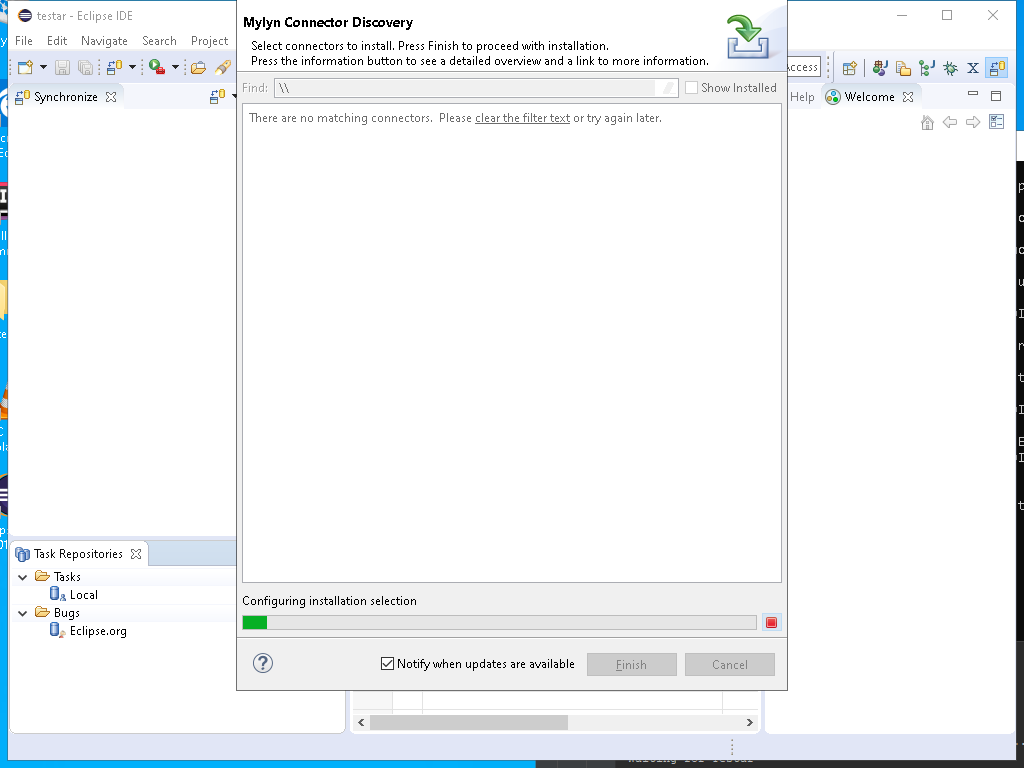 testar - Eclipse IDE
File Edit Navigate Search Project
Synchronize
Mylyn Connector Discovery
Select connectors to install. Press Finish to proceed with installation.
Press the information button to see a detailed overview and a link to more information.
Find: \\ Show Installed
There are no matching connectors. Please clear the filter text or try again later.
Help
Welcome
Task Repositories
Tasks
Local
Bugs
Eclipse.org
Configuring installation selection
? Notify when updates are available Finish Cancel